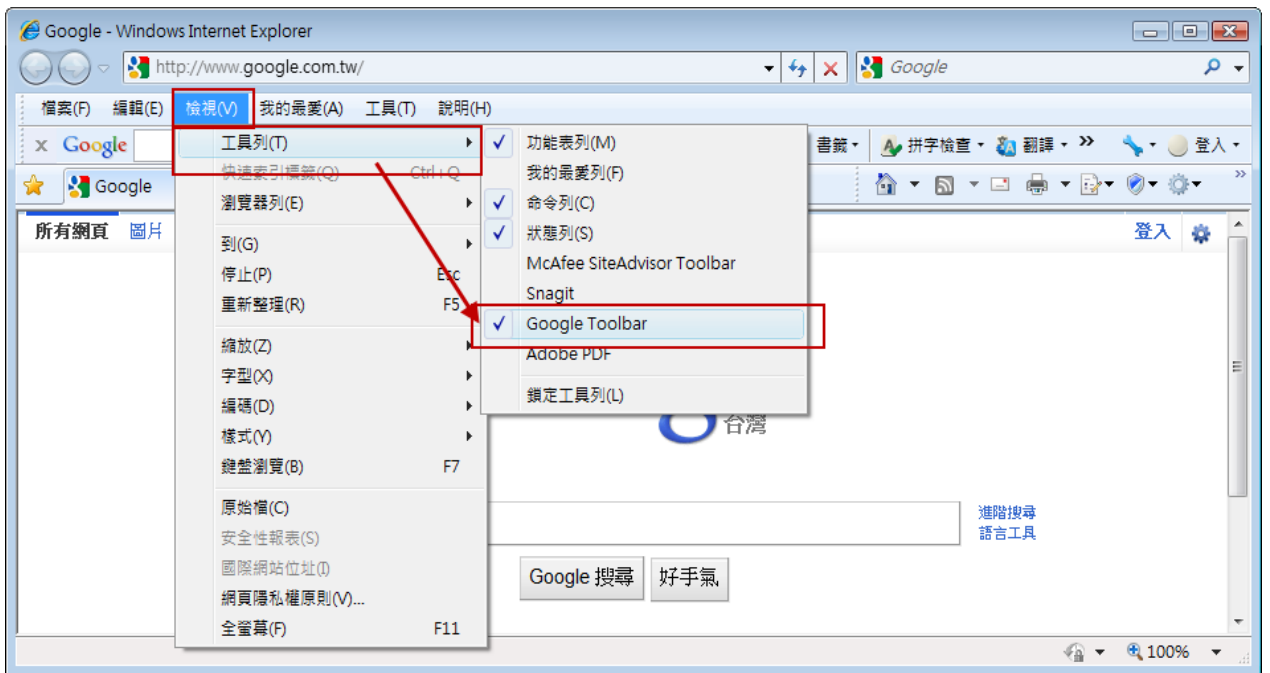 Google - Windows Internet Explorer
http://www.google.com.tw/
Google
檔案(F) 編輯(E) 檢視(V) 我的最愛(A) 工具(T) 說明(H)
x Google 書籤 拼字檢查 翻譯 » 登入
Google »
所有網頁 圖片 登入
工具列(T)
快速索引標籤(Q) Ctrl+Q
瀏覽器列(E)
到(G)
停止(P) Esc
重新整理(R) F5
縮放(Z)
字型(X)
編碼(D)
樣式(Y)
鍵盤瀏覽(B) F7
原始檔(C)
安全性報表(S)
國際網站位址(I)
網頁隱私權原則(V)...
全螢幕(F) F11
功能表列(M)
我的最愛列(F)
命令列(C)
狀態列(S)
McAfee SiteAdvisor Toolbar
Snagit
Google Toolbar
Adobe PDF
鎖定工具列(L)
台灣
進階搜尋
語言工具
Google 搜尋 好手氣
100%